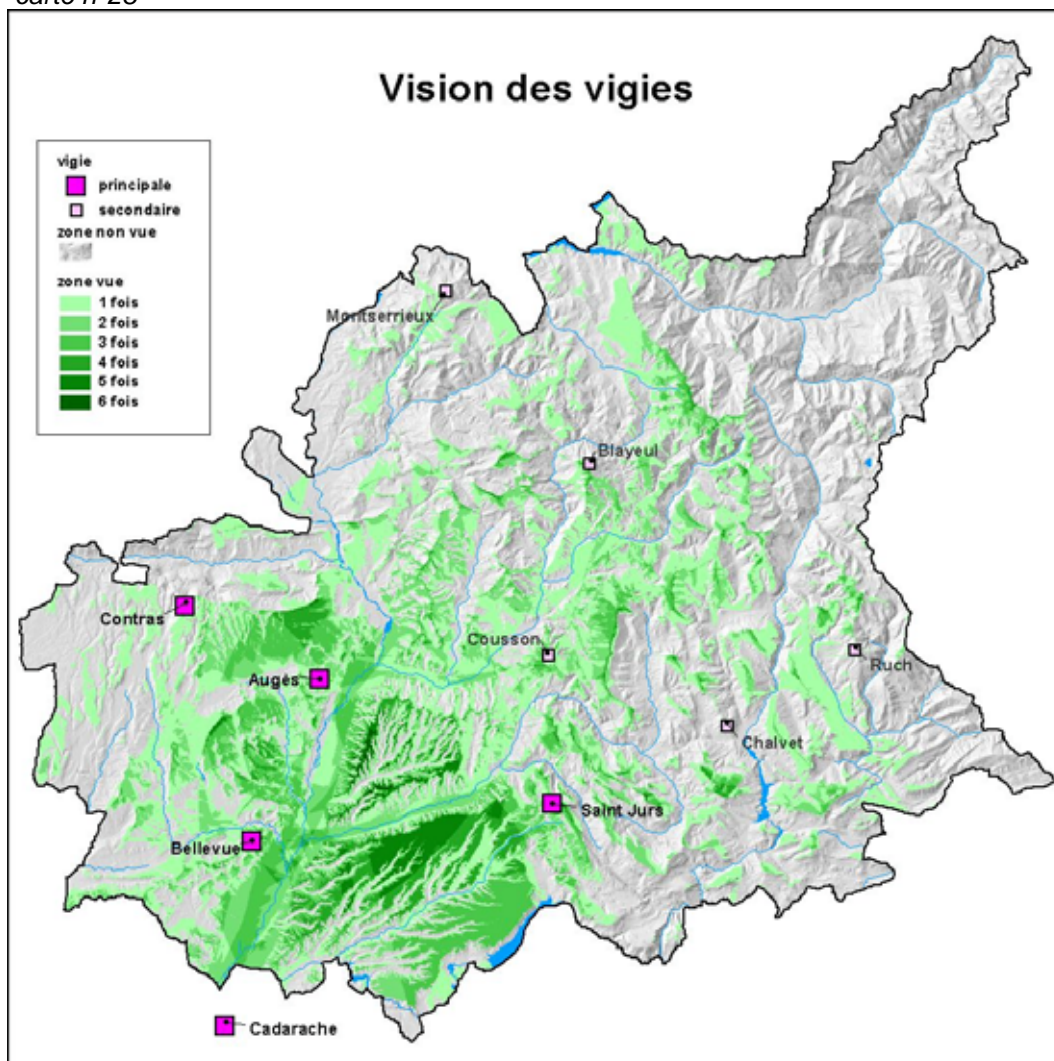 carte n°28
Vision des vigies
vigie
principale
secondaire
zone non vue
zone vue
1 fois
2 fois
3 fois
4 fois
5 fois
6 fois
Montserrieux
Blayeul
Contras
Cousson
Augès
Ruch
Chalvet
Saint Jurs
Bellevue
Cadarache